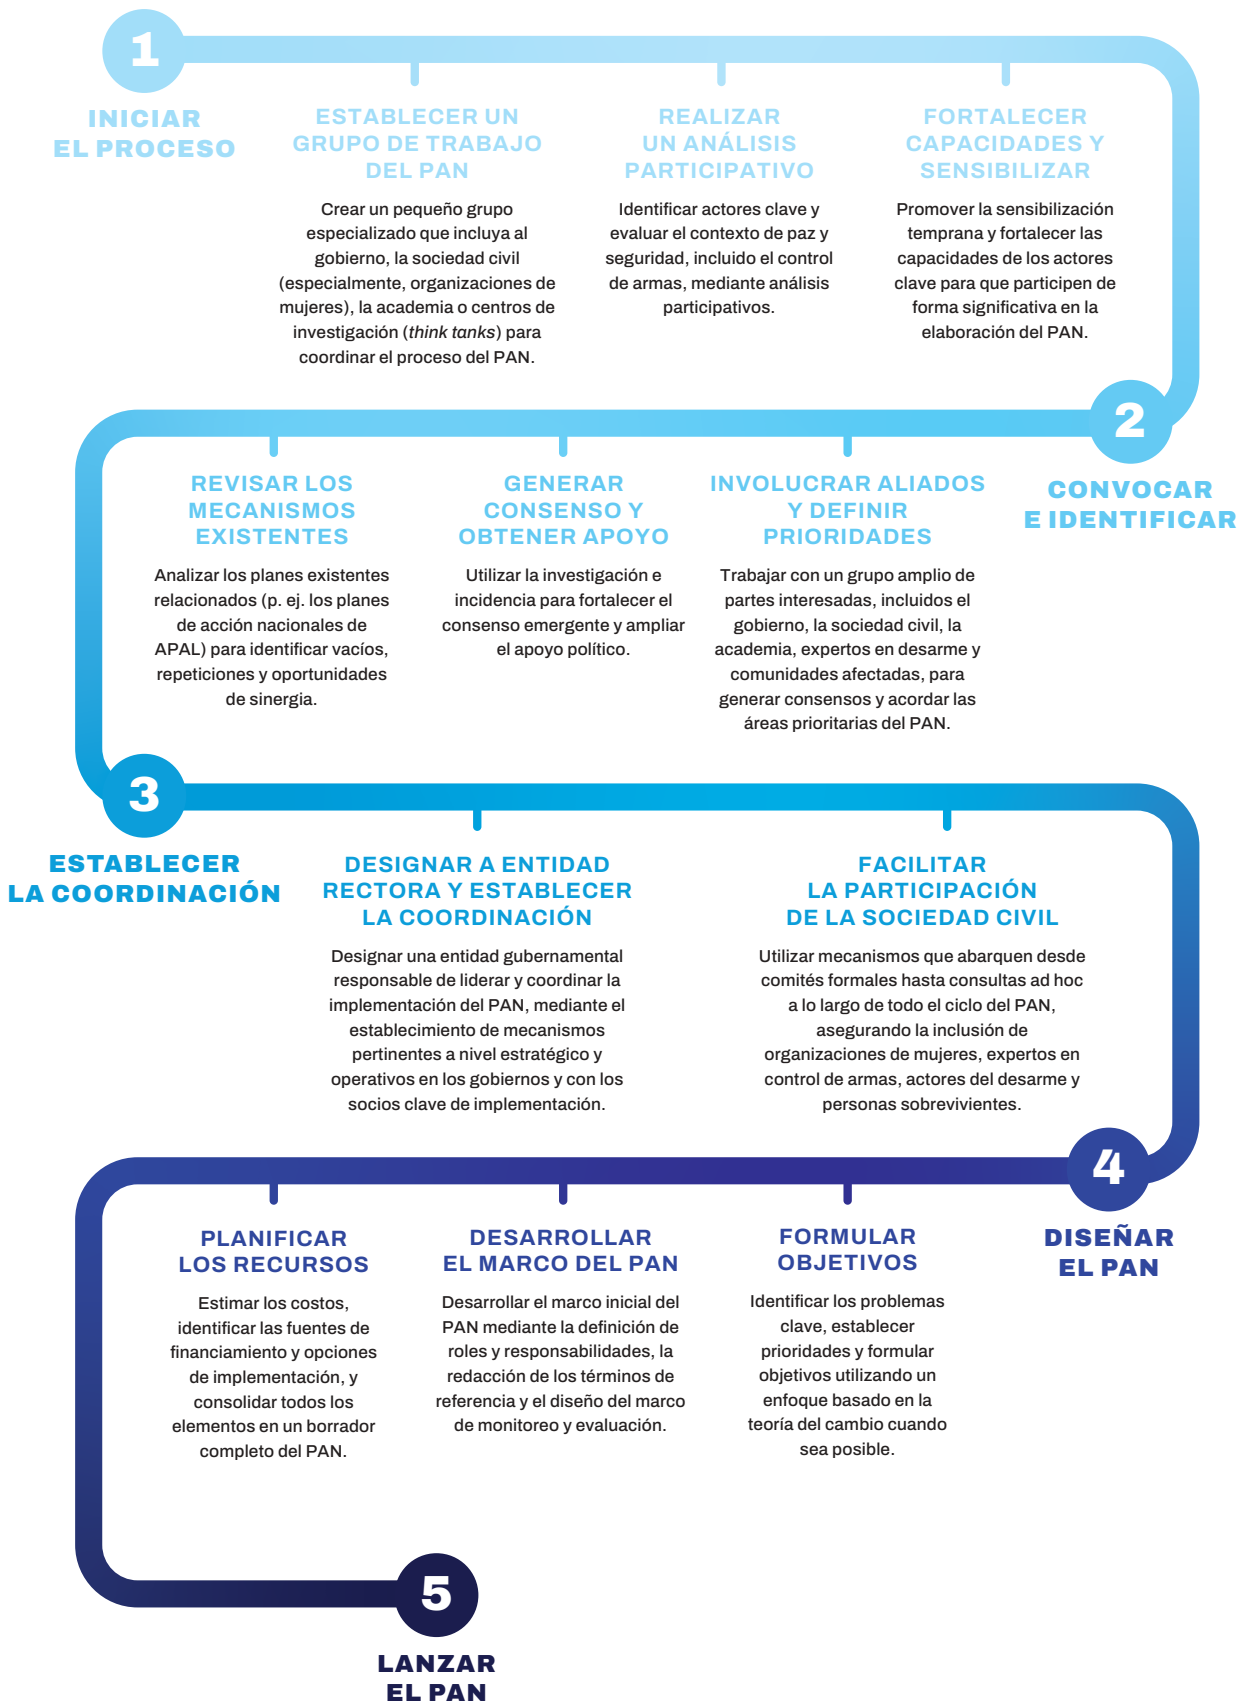 1
INICIAR
EL PROCESO
ESTABLECER UN
GRUPO DE TRABAJO
DEL PAN
Crear un pequeño grupo
especializado que incluya al
gobierno, la sociedad civil
(especialmente, organizaciones de
mujeres), la academia o centros de
investigación (think tanks) para
coordinar el proceso del PAN.
REALIZAR
UN ANÁLISIS
PARTICIPATIVO
Identificar actores clave y
evaluar el contexto de paz y
seguridad, incluido el control
de armas, mediante análisis
participativos.
FORTALECER
CAPACIDADES Y
SENSIBILIZAR
Promover la sensibilización
temprana y fortalecer las
capacidades de los actores
clave para que participen de
forma significativa en la
elaboración del PAN.
2
CONVOCAR
E IDENTIFICAR
INVOLUCRAR ALIADOS
Y DEFINIR
PRIORIDADES
Trabajar con un grupo amplio de
partes interesadas, incluidos el
gobierno, la sociedad civil, la
academia, expertos en desarme y
comunidades afectadas, para
generar consensos y acordar las
áreas prioritarias del PAN.
GENERAR
CONSENSO Y
OBTENER APOYO
Utilizar la investigación e
incidencia para fortalecer el
consenso emergente y ampliar
el apoyo político.
REVISAR LOS
MECANISMOS
EXISTENTES
Analizar los planes existentes
relacionados (p. ej. los planes
de acción nacionales de
APAL) para identificar vacíos,
repeticiones y oportunidades
de sinergia.
3
ESTABLECER
LA COORDINACIÓN
DESIGNAR A ENTIDAD
RECTORA Y ESTABLECER
LA COORDINACIÓN
Designar una entidad gubernamental
responsable de liderar y coordinar la
implementación del PAN, mediante el
establecimiento de mecanismos
pertinentes a nivel estratégico y
operativos en los gobiernos y con los
socios clave de implementación.
FACILITAR
LA PARTICIPACIÓN
DE LA SOCIEDAD CIVIL
Utilizar mecanismos que abarquen desde
comités formales hasta consultas ad hoc
a lo largo de todo el ciclo del PAN,
asegurando la inclusión de
organizaciones de mujeres, expertos en
control de armas, actores del desarme y
personas sobrevivientes.
4
DISEÑAR
EL PAN
FORMULAR
OBJETIVOS
Identificar los problemas
clave, establecer
prioridades y formular
objetivos utilizando un
enfoque basado en la
teoría del cambio cuando
sea posible.
DESARROLLAR
EL MARCO DEL PAN
Desarrollar el marco inicial del
PAN mediante la definición de
roles y responsabilidades, la
redacción de los términos de
referencia y el diseño del marco
de monitoreo y evaluación.
PLANIFICAR
LOS RECURSOS
Estimar los costos,
identificar las fuentes de
financiamiento y opciones
de implementación, y
consolidar todos los
elementos en un borrador
completo del PAN.
5
LANZAR
EL PAN